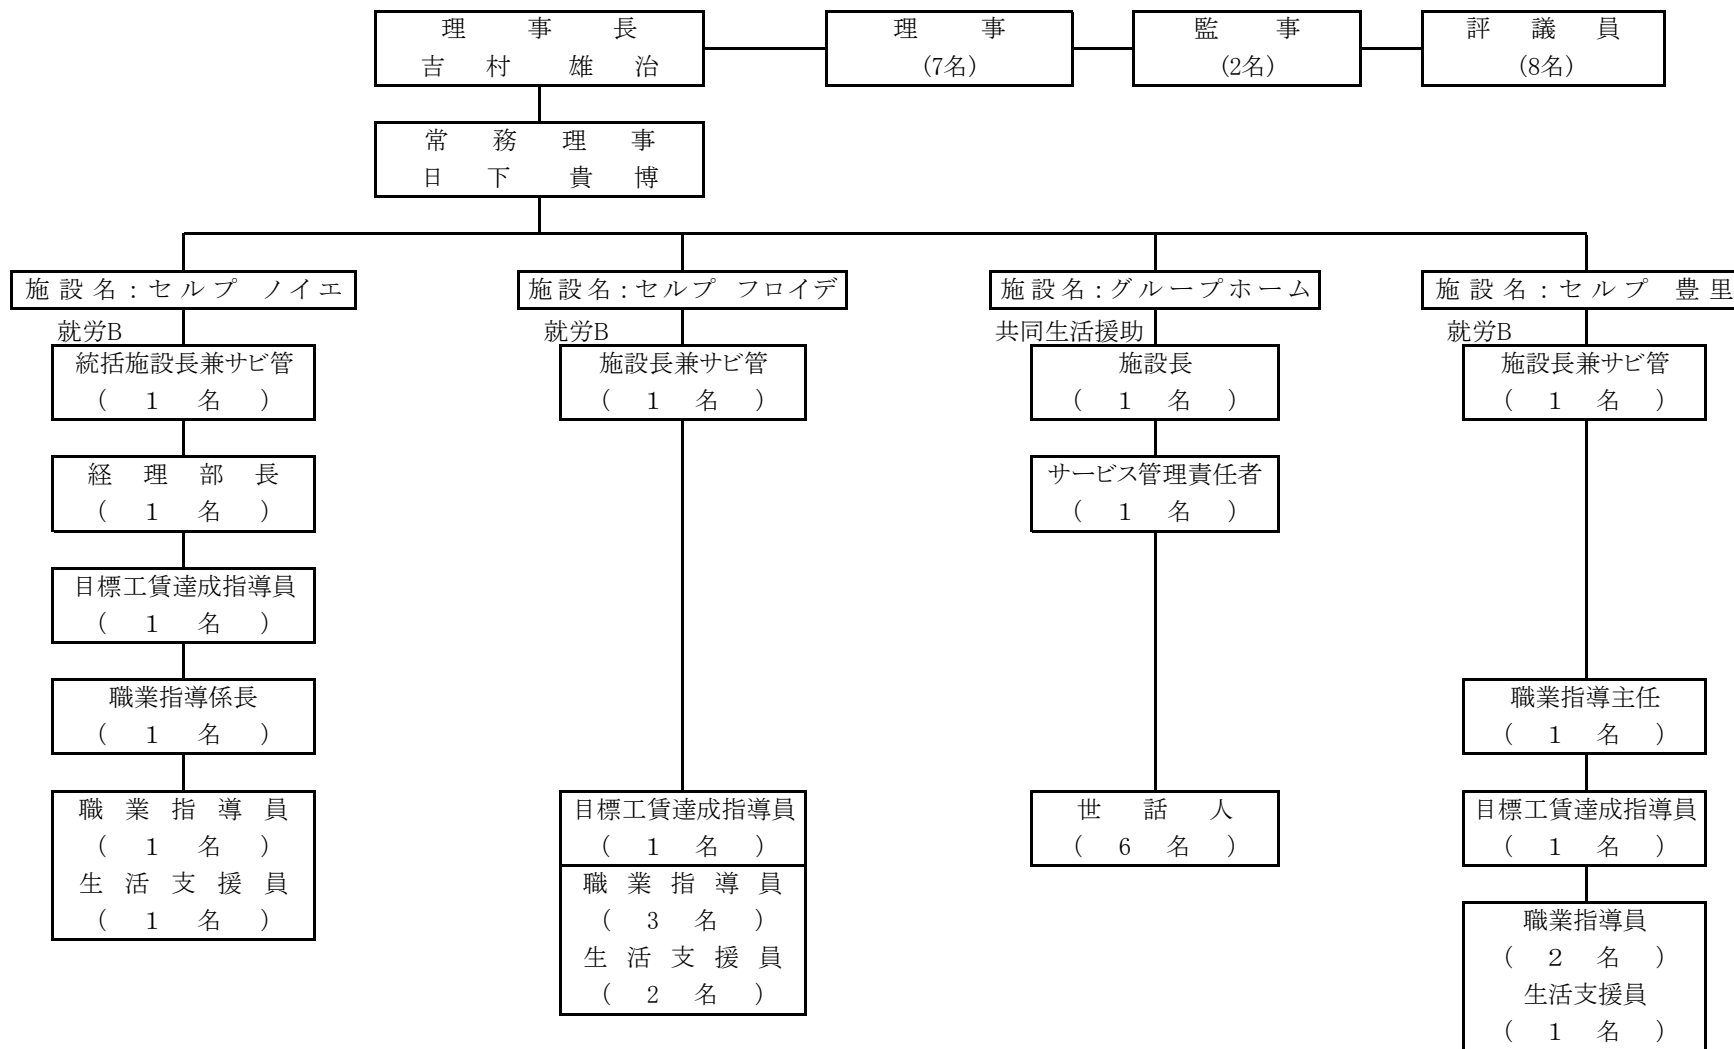 理事長
吉村 雄治
理事
(7名)
監事
(2名)
評議員
(8名)
常務理事
日下 貴博
施設名：セルプ ノイエ
就労B
統括施設長兼サビ管
( 1 名 )
経理部長
( 1 名 )
目標工賃達成指導員
( 1 名 )
職業指導係長
( 1 名 )
職業指導員
( 1 名 )
生活支援員
( 1 名 )
施設名：セルプ フロイデ
就労B
施設長兼サビ管
( 1 名 )
目標工賃達成指導員
( 1 名 )
職業指導員
( 3 名 )
生活支援員
( 2 名 )
施設名：グループホーム
共同生活援助
施設長
( 1 名 )
サービス管理責任者
( 1 名 )
世話人
( 6 名 )
施設名：セルプ 豊里
就労B
施設長兼サビ管
( 1 名 )
職業指導主任
( 1 名 )
目標工賃達成指導員
( 1 名 )
職業指導員
( 2 名 )
生活支援員
( 1 名 )